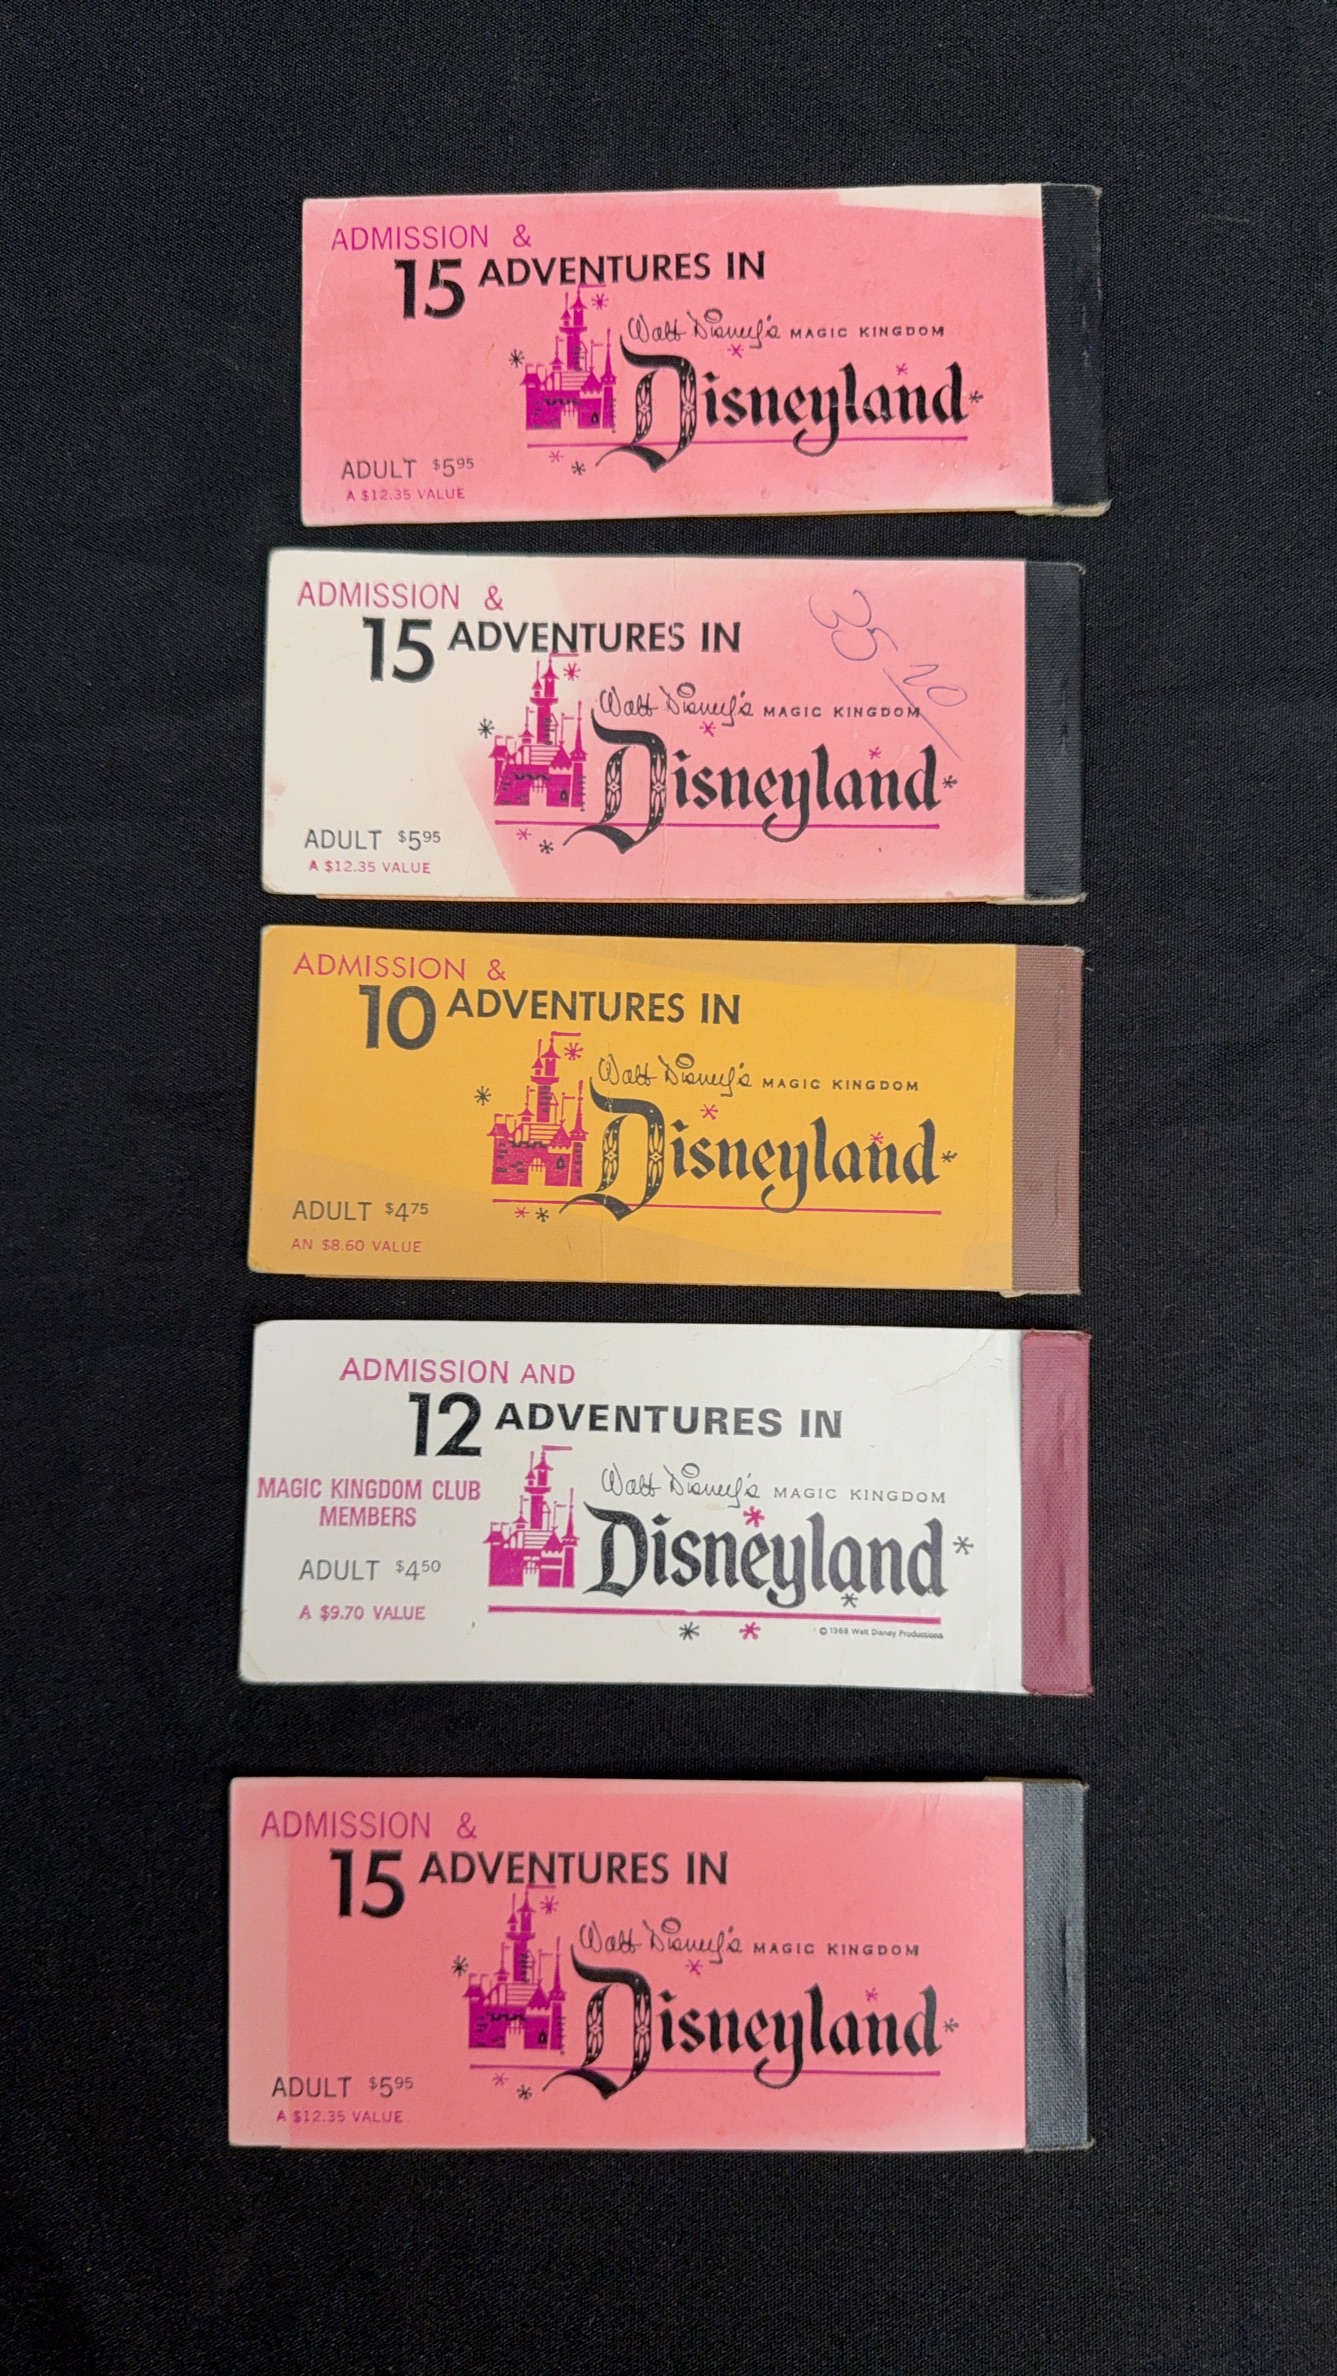 ADMISSION &
15 ADVENTURES IN
Walt Disney's MAGIC KINGDOM
Disneyland
ADULT $5.95
A $12.35 VALUE
ADMISSION &
15 ADVENTURES IN
35
20
Walt Disney's MAGIC KINGDOM
Disneyland
ADULT $5.95
A $12.35 VALUE
ADMISSION &
10 ADVENTURES IN
Walt Disney's MAGIC KINGDOM
Disneyland
ADULT $4.75
AN $8.60 VALUE
ADMISSION AND
12 ADVENTURES IN
MAGIC KINGDOM CLUB
MEMBERS
Walt Disney's MAGIC KINGDOM
Disneyland
ADULT $4.50
A $9.70 VALUE
© 1968 Walt Disney Productions
ADMISSION &
15 ADVENTURES IN
Walt Disney's MAGIC KINGDOM
Disneyland
ADULT $5.95
A $12.35 VALUE